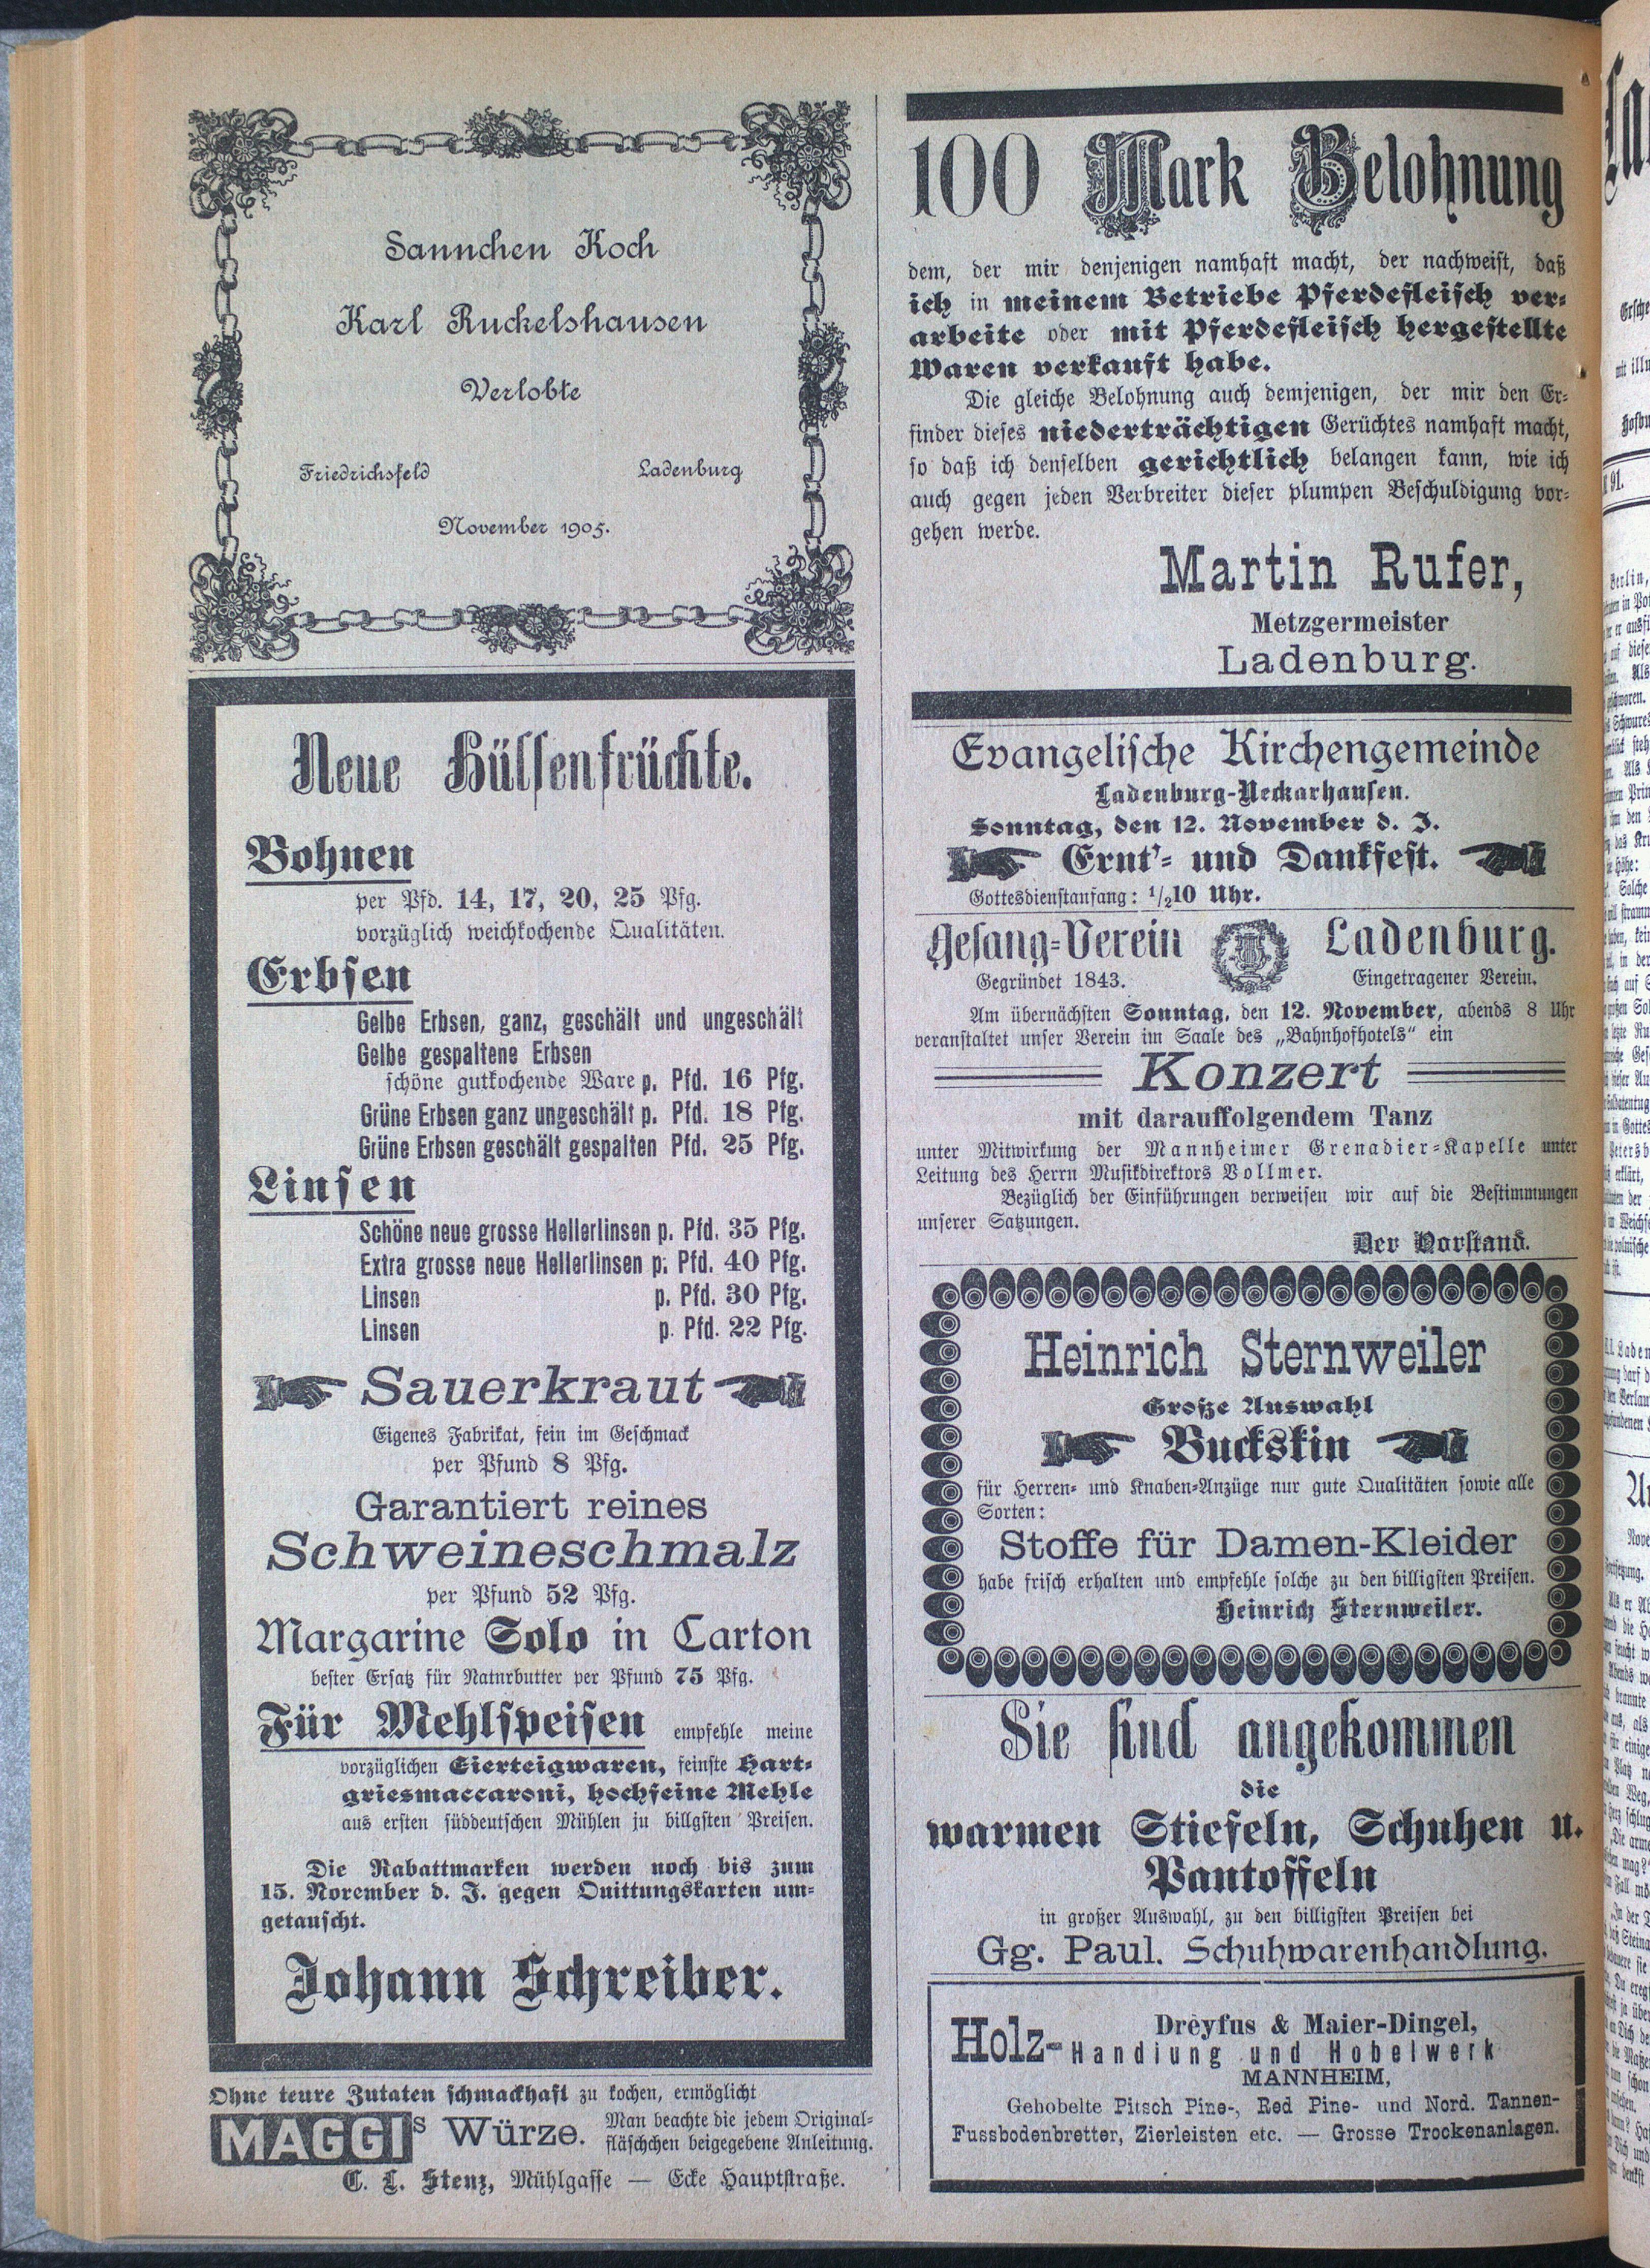 Sannchen Koch
Karl Ruckelshausen
Verlobte
Friedrichsfeld Ladenburg
November 1905.
Neue Hülsenfrüchte.
Bohnen
per Pfd. 14, 17, 20, 25 Pfg.
vorzüglich weichkochende Qualitäten.
Erbsen
Gelbe Erbsen, ganz, geschält und ungeschält
Gelbe gespaltene Erbsen
schöne gutkochende Ware p. Pfd. 16 Pfg.
Grüne Erbsen ganz ungeschält p. Pfd. 18 Pfg.
Grüne Erbsen geschält gespalten Pfd. 25 Pfg.
Linsen
Schöne neue grosse Hellerlinsen p. Pfd. 35 Pfg.
Extra grosse neue Hellerlinsen p. Pfd. 40 Pfg.
Linsen p. Pfd. 30 Pfg.
Linsen p. Pfd. 22 Pfg.
Sauerkraut
Eigenes Fabrikat, fein im Geschmack
per Pfund 8 Pfg.
Garantiert reines
Schweineschmalz
per Pfund 52 Pfg.
Margarine Solo in Carton
bester Ersatz für Naturbutter per Pfund 75 Pfg.
Für Mehlspeisen empfehle meine
vorzüglichen Eierteigwaren, feinste Hart-
griesmaccaroni, hochfeine Mehle
aus ersten süddeutschen Mühlen zu billgsten Preisen.
Die Rabattmarken werden noch bis zum
15. November d. J. gegen Quittungskarten um-
getauscht.
Johann Schreiber.
Ohne teure Zutaten schmackhaft zu kochen, ermöglicht
MAGGIs Würze. Man beachte die jedem Original-
fläschchen beigegebene Anleitung.
C. L. Stenz, Mühlgasse — Ecke Hauptstraße.
100 Mark Belohnung
dem, der mir denjenigen namhaft macht, der nachweist, daß
ich in meinem Betriebe Pferdefleisch ver-
arbeite oder mit Pferdefleisch hergestellte
Waren verkauft habe.
Die gleiche Belohnung auch demjenigen, der mir den Er-
finder dieses niederträchtigen Gerüchtes namhaft macht,
so daß ich denselben gerichtlich belangen kann, wie ich
auch gegen jeden Verbreiter dieser plumpen Beschuldigung vor-
gehen werde.
Martin Rufer,
Metzgermeister
Ladenburg.
Evangelische Kirchengemeinde
Ladenburg-Neckarhausen.
Sonntag, den 12. November d. J.
Ernt'- und Dankfest.
Gottesdienstanfang: 1/210 Uhr.
Gesang-Verein Ladenburg.
Gegründet 1843. Eingetragener Verein.
Am übernächsten Sonntag, den 12. November, abends 8 Uhr
veranstaltet unser Verein im Saale des „Bahnhofhotels“ ein
Konzert
mit darauffolgendem Tanz
unter Mitwirkung der Mannheimer Grenadier-Kapelle unter
Leitung des Herrn Musikdirektors Vollmer.
Bezüglich der Einführungen verweisen wir auf die Bestimmungen
unserer Satzungen.
Der Vorstand.
Heinrich Sternweiler
Große Auswahl
Buckskin
für Herren- und Knaben-Anzüge nur gute Qualitäten sowie alle
Sorten:
Stoffe für Damen-Kleider
habe frisch erhalten und empfehle solche zu den billigsten Preisen.
Heinrich Sternweiler.
Sie sind angekommen
die
warmen Stiefeln, Schuhen u.
Pantoffeln
in großer Auswahl, zu den billigsten Preisen bei
Gg. Paul. Schuhwarenhandlung.
Dreyfus & Maier-Dingel,
Holz-Handlung und Hobelwerk
MANNHEIM,
Gehobelte Pitsch Pine-, Red Pine- und Nord. Tannen-
Fussbodenbretter, Zierleisten etc. — Grosse Trockenanlagen.